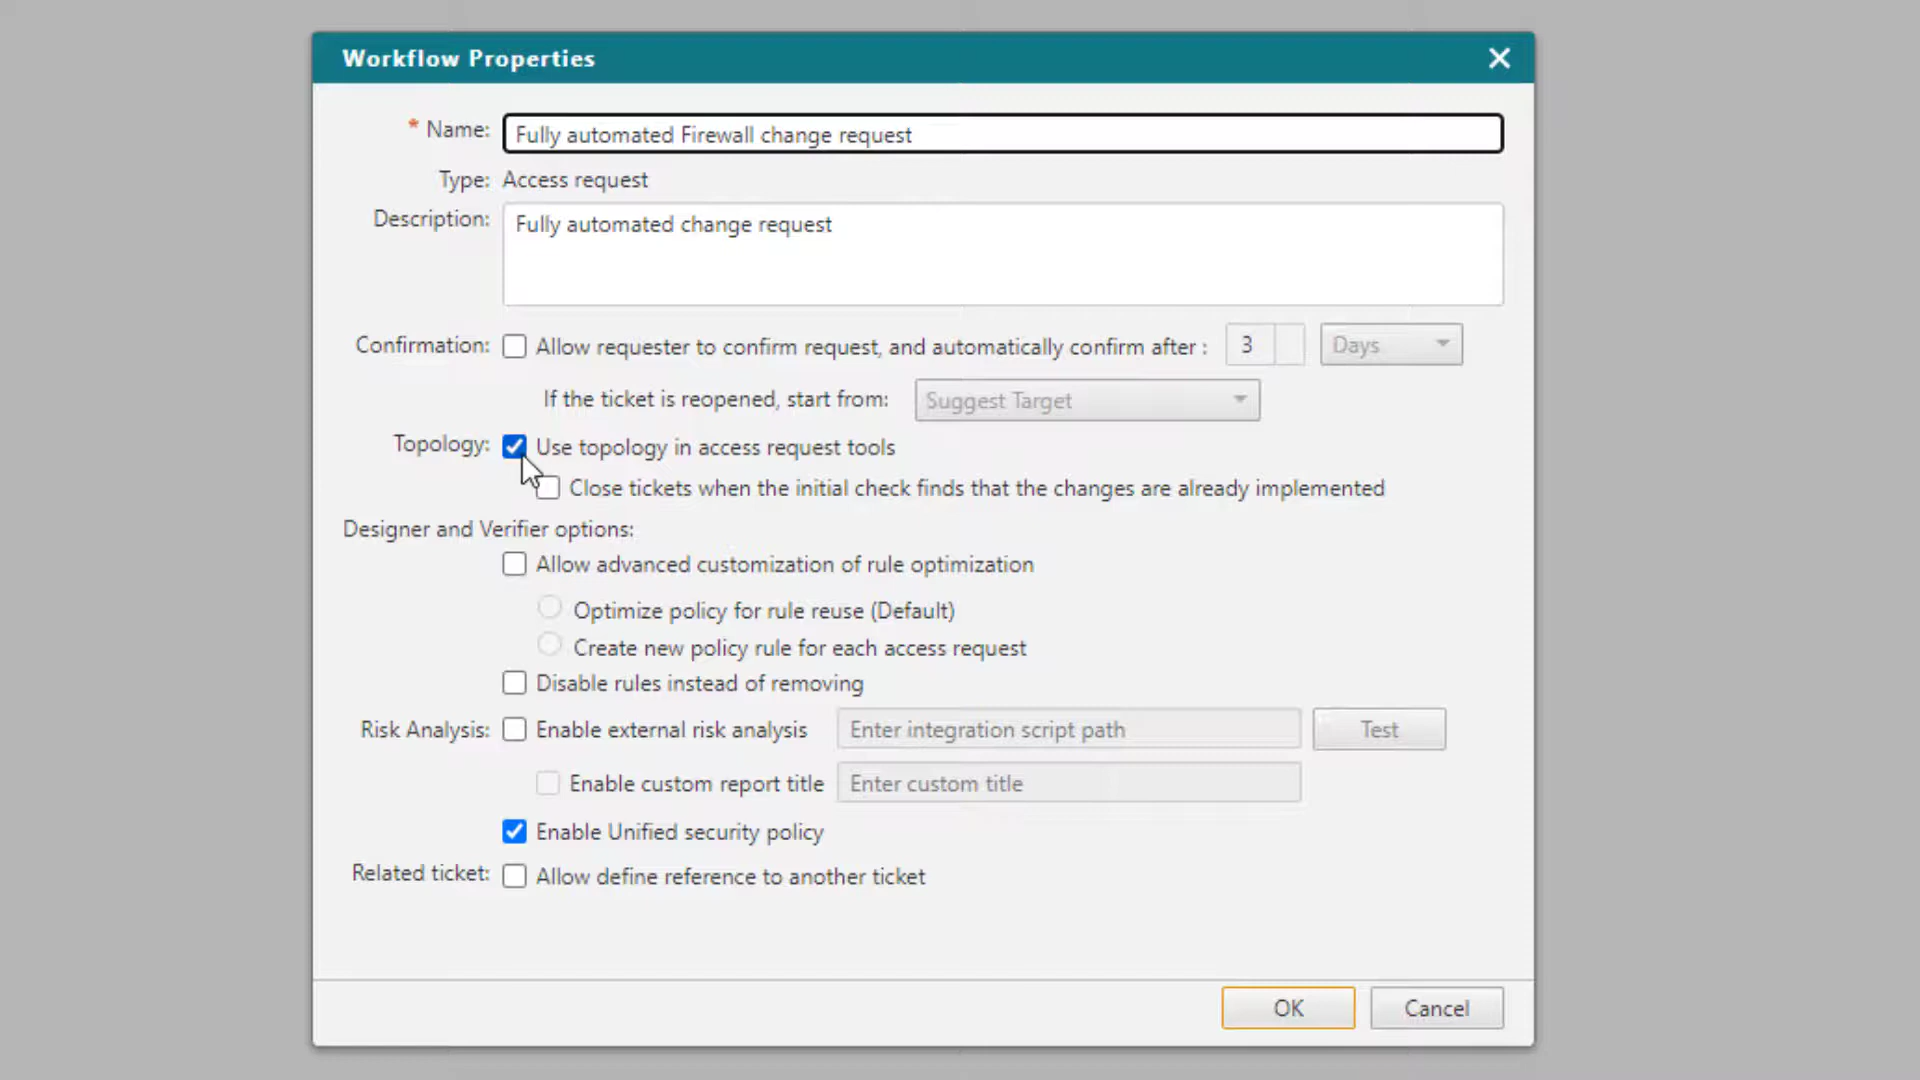 Workflow Properties
* Name: Fully automated Firewall change request
Type: Access request
Description: Fully automated change request
Confirmation: Allow requester to confirm request, and automatically confirm after : 3 Days
If the ticket is reopened, start from: Suggest Target
Topology: Use topology in access request tools
Close tickets when the initial check finds that the changes are already implemented
Designer and Verifier options:
Allow advanced customization of rule optimization
Optimize policy for rule reuse (Default)
Create new policy rule for each access request
Disable rules instead of removing
Risk Analysis: Enable external risk analysis Enter integration script path Test
Enable custom report title Enter custom title
Enable Unified security policy
Related ticket: Allow define reference to another ticket
OK Cancel